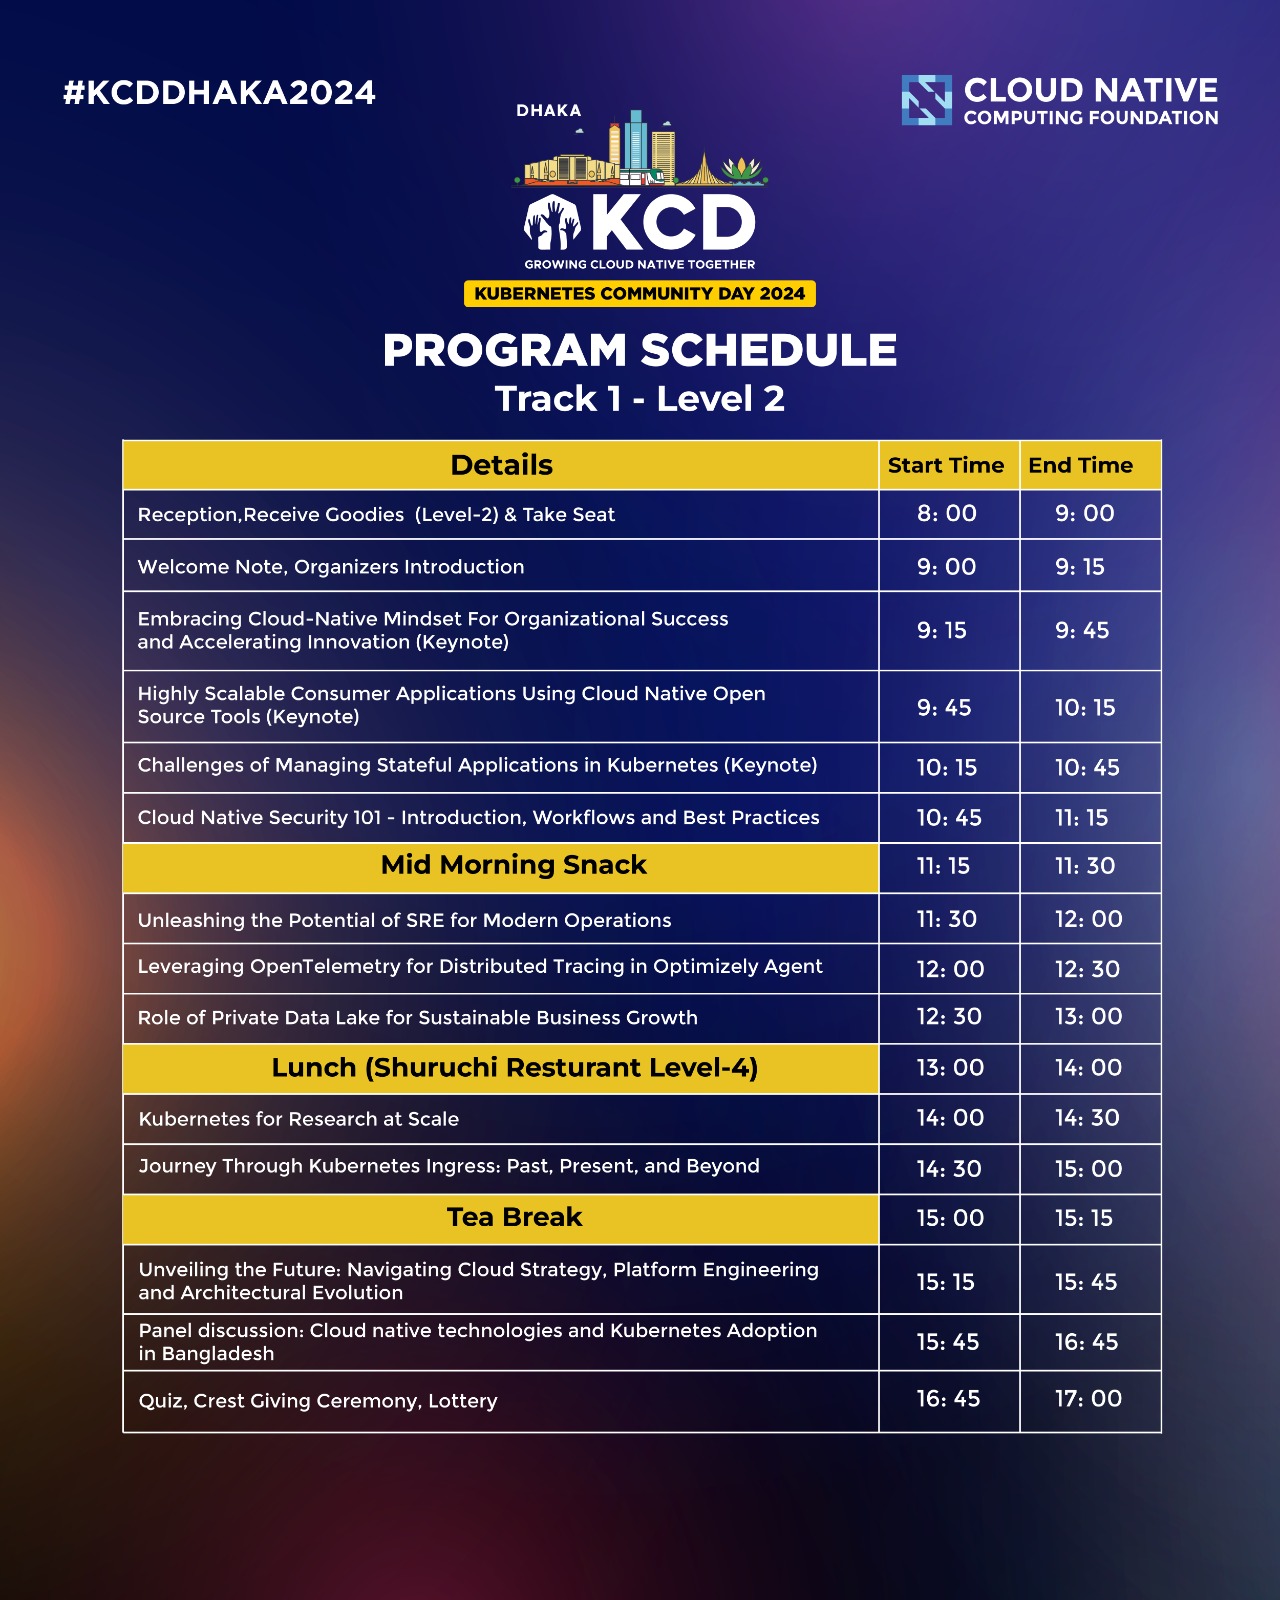 #KCDDHAKA2024
CLOUD NATIVE
COMPUTING FOUNDATION
DHAKA
KCD
GROWING CLOUD NATIVE TOGETHER
KUBERNETES COMMUNITY DAY 2024
PROGRAM SCHEDULE
Track 1 - Level 2
Details Start Time End Time
Reception,Receive Goodies (Level-2) & Take Seat 8: 00 9: 00
Welcome Note, Organizers Introduction 9: 00 9: 15
Embracing Cloud-Native Mindset For Organizational Success
and Accelerating Innovation (Keynote) 9: 15 9: 45
Highly Scalable Consumer Applications Using Cloud Native Open
Source Tools (Keynote) 9: 45 10: 15
Challenges of Managing Stateful Applications in Kubernetes (Keynote) 10: 15 10: 45
Cloud Native Security 101 - Introduction, Workflows and Best Practices 10: 45 11: 15
Mid Morning Snack 11: 15 11: 30
Unleashing the Potential of SRE for Modern Operations 11: 30 12: 00
Leveraging OpenTelemetry for Distributed Tracing in Optimizely Agent 12: 00 12: 30
Role of Private Data Lake for Sustainable Business Growth 12: 30 13: 00
Lunch (Shuruchi Resturant Level-4) 13: 00 14: 00
Kubernetes for Research at Scale 14: 00 14: 30
Journey Through Kubernetes Ingress: Past, Present, and Beyond 14: 30 15: 00
Tea Break 15: 00 15: 15
Unveiling the Future: Navigating Cloud Strategy, Platform Engineering
and Architectural Evolution 15: 15 15: 45
Panel discussion: Cloud native technologies and Kubernetes Adoption
in Bangladesh 15: 45 16: 45
Quiz, Crest Giving Ceremony, Lottery 16: 45 17: 00